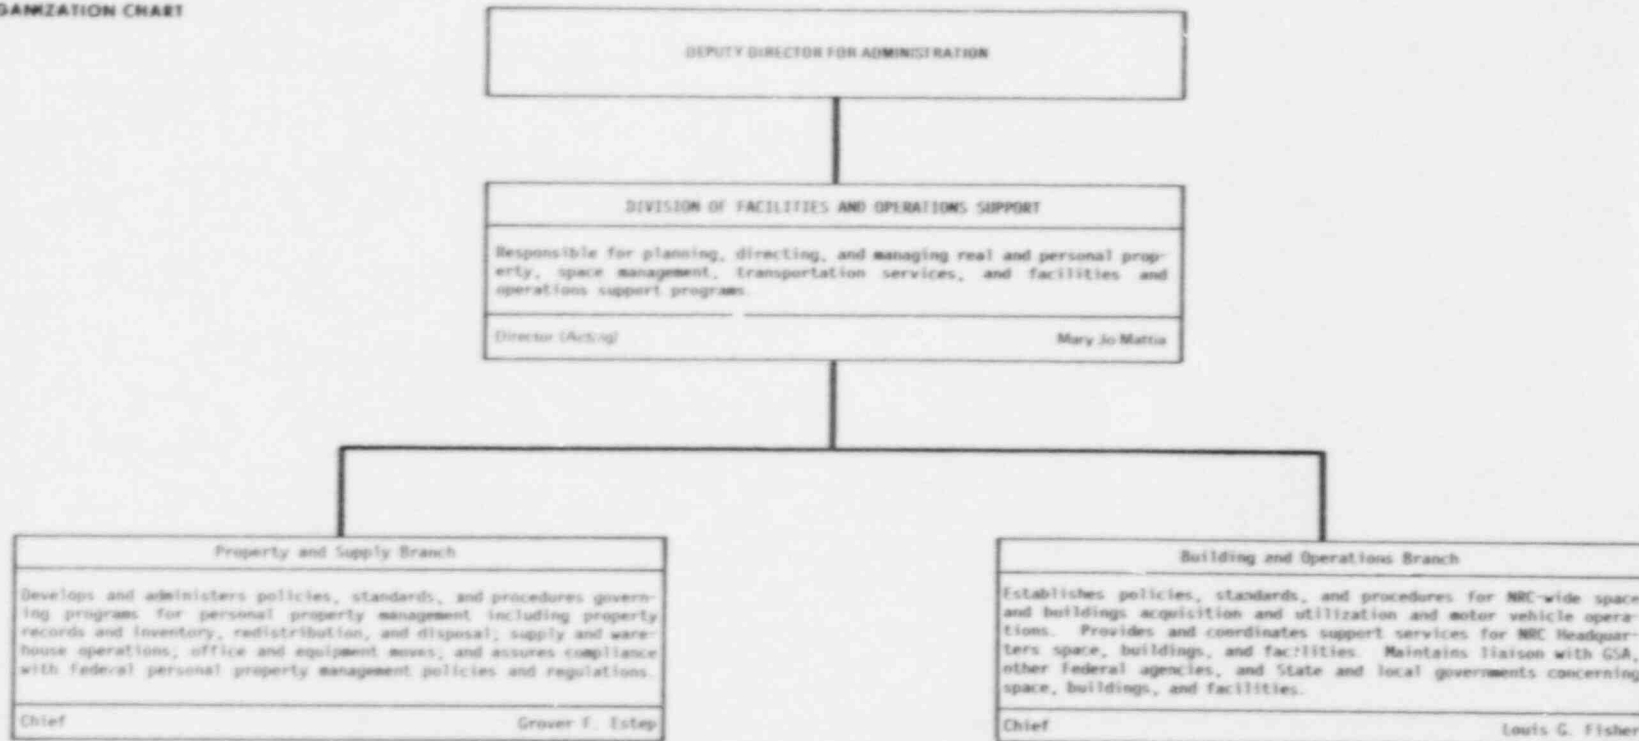 GANIZATION CHART
DEPUTY DIRECTOR FOR ADMINISTRATION
DIVISION OF FACILITIES AND OPERATIONS SUPPORT
Responsible for planning, directing, and managing real and personal prop-
erty, space management, transportation services, and facilities and
operations support programs.
Director (Acting) Mary Jo Mattia
Property and Supply Branch
Develops and administers policies, standards, and procedures govern-
ing programs for personal property management including property
records and inventory, redistribution, and disposal; supply and ware-
house operations; office and equipment moves; and assures compliance
with Federal personal property management policies and regulations.
Chief Grover F. Estep
Building and Operations Branch
Establishes policies, standards, and procedures for NRC-wide space
and buildings acquisition and utilization and motor vehicle opera-
tions. Provides and coordinates support services for NRC Headquar-
ters space, buildings, and facilities. Maintains liaison with GSA,
other Federal agencies, and State and local governments concerning
space, buildings, and facilities.
Chief Louis G. Fisher